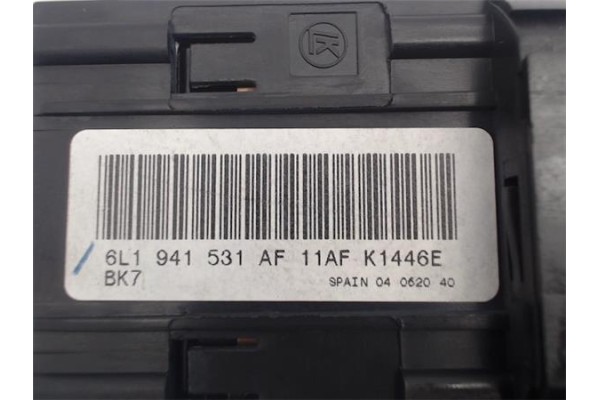 6L1 941 531 AF 11AF K1446E
BK7 SPAIN 04 0620 40